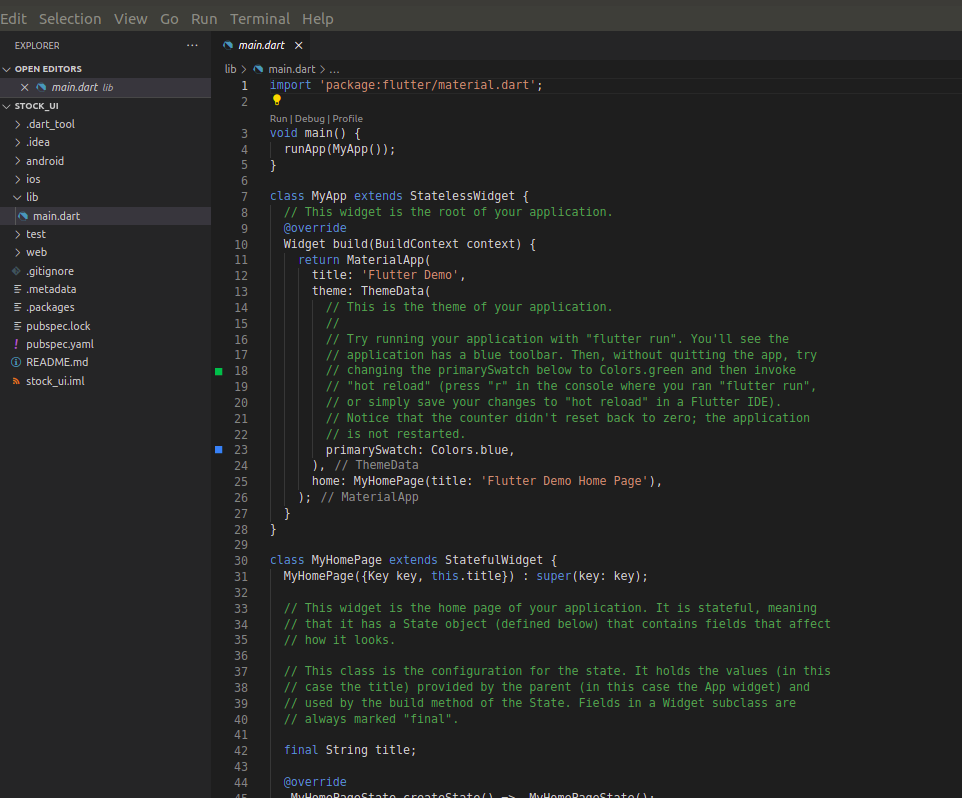 Edit Selection View Go Run Terminal Help
EXPLORER ...
main.dart
OPEN EDITORS
main.dart lib
STOCK_UI
.dart_tool
.idea
android
ios
lib
main.dart
test
web
.gitignore
.metadata
.packages
pubspec.lock
pubspec.yaml
README.md
stock_ui.iml
lib > main.dart > ...
1 import 'package:flutter/material.dart';
2
Run | Debug | Profile
3 void main() {
4 runApp(MyApp());
5 }
6
7 class MyApp extends StatelessWidget {
8 // This widget is the root of your application.
9 @override
10 Widget build(BuildContext context) {
11 return MaterialApp(
12 title: 'Flutter Demo',
13 theme: ThemeData(
14 // This is the theme of your application.
15 //
16 // Try running your application with "flutter run". You'll see the
17 // application has a blue toolbar. Then, without quitting the app, try
18 // changing the primarySwatch below to Colors.green and then invoke
19 // "hot reload" (press "r" in the console where you ran "flutter run",
20 // or simply save your changes to "hot reload" in a Flutter IDE).
21 // Notice that the counter didn't reset back to zero; the application
22 // is not restarted.
23 primarySwatch: Colors.blue,
24 ), // ThemeData
25 home: MyHomePage(title: 'Flutter Demo Home Page'),
26 ); // MaterialApp
27 }
28 }
29
30 class MyHomePage extends StatefulWidget {
31 MyHomePage({Key key, this.title}) : super(key: key);
32
33 // This widget is the home page of your application. It is stateful, meaning
34 // that it has a State object (defined below) that contains fields that affect
35 // how it looks.
36
37 // This class is the configuration for the state. It holds the values (in this
38 // case the title) provided by the parent (in this case the App widget) and
39 // used by the build method of the State. Fields in a Widget subclass are
40 // always marked "final".
41
42 final String title;
43
44 @override
45 _MyHomePageState createState() => _MyHomePageState();